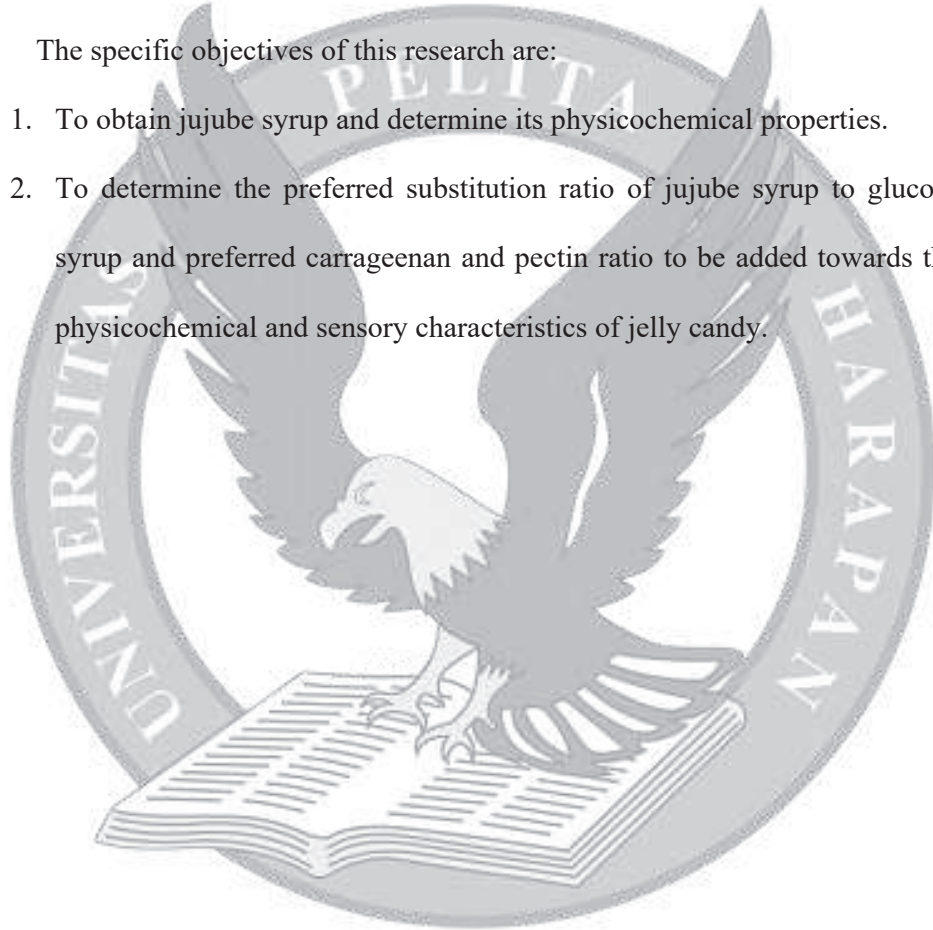 The specific objectives of this research are:
1. To obtain jujube syrup and determine its physicochemical properties.
2. To determine the preferred substitution ratio of jujube syrup to gluco
syrup and preferred carrageenan and pectin ratio to be added towards t
physicochemical and sensory characteristics of jelly candy.
UNIVERSITAS PELITA HARAPAN